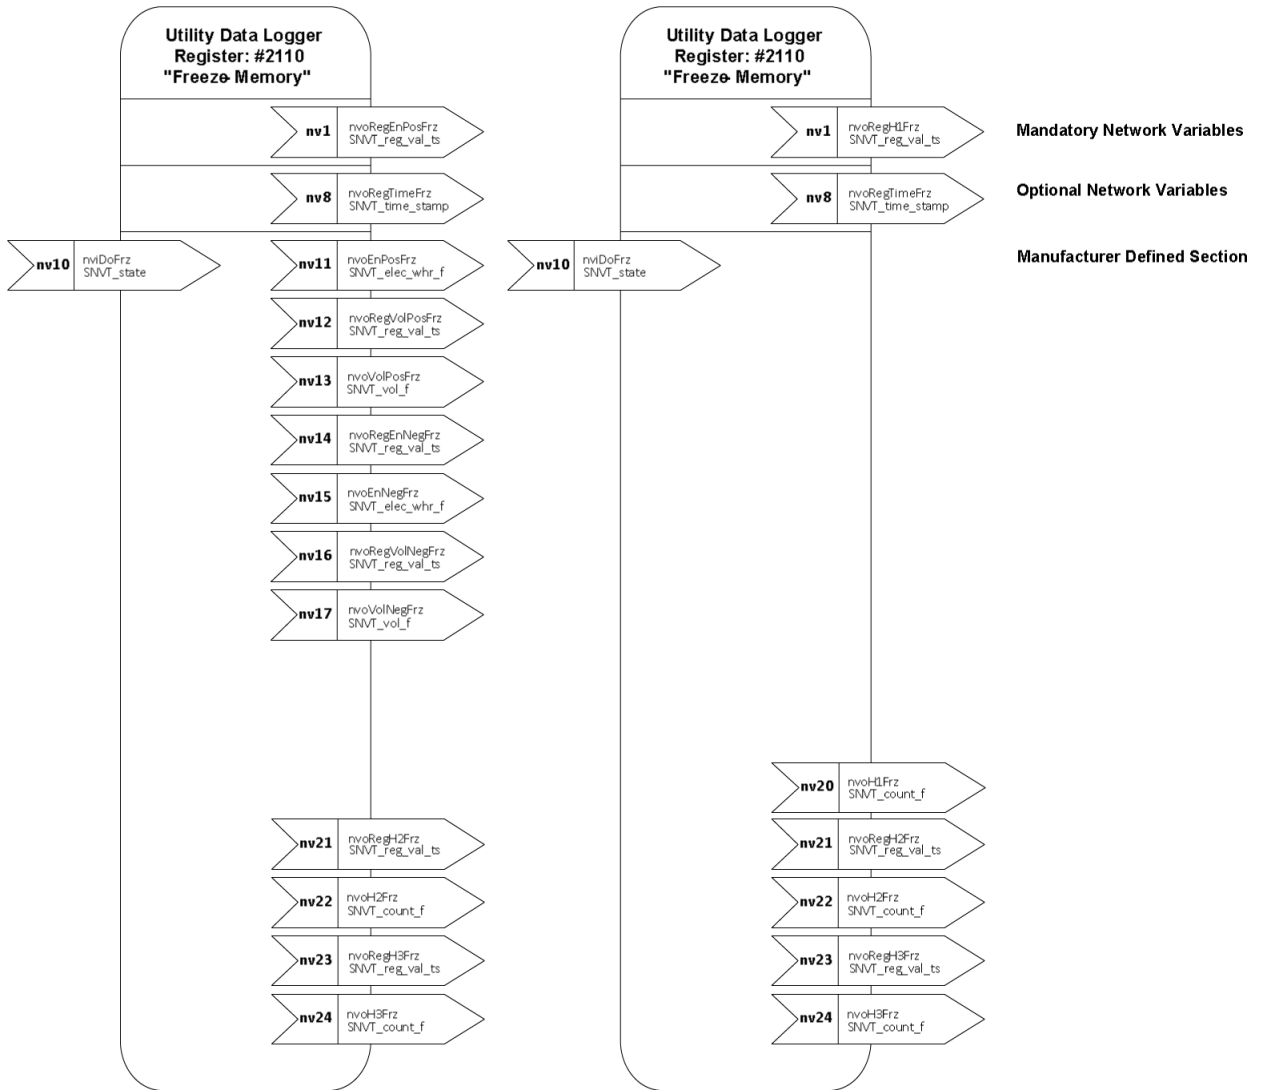 Utility Data Logger
Register: #2110
"Freeze Memory"
nv1
nvoRegEnPosFrz
SNVT_reg_val_ts
nv8
nvoRegTimeFrz
SNVT_time_stamp
nv10
nviDoFrz
SNVT_state
nv11
nvoEnPosFrz
SNVT_elec_whr_f
nv12
nvoRegVolPosFrz
SNVT_reg_val_ts
nv13
nvoVolPosFrz
SNVT_vol_f
nv14
nvoRegEnNegFrz
SNVT_reg_val_ts
nv15
nvoEnNegFrz
SNVT_elec_whr_f
nv16
nvoRegVolNegFrz
SNVT_reg_val_ts
nv17
nvoVolNegFrz
SNVT_vol_f
nv21
nvoRegH2Frz
SNVT_reg_val_ts
nv22
nvoH2Frz
SNVT_count_f
nv23
nvoRegH3Frz
SNVT_reg_val_ts
nv24
nvoH3Frz
SNVT_count_f
Utility Data Logger
Register: #2110
"Freeze Memory"
nv1
nvoRegH1Frz
SNVT_reg_val_ts
nv8
nvoRegTimeFrz
SNVT_time_stamp
nv10
nviDoFrz
SNVT_state
nv20
nvoH1Frz
SNVT_count_f
nv21
nvoRegH2Frz
SNVT_reg_val_ts
nv22
nvoH2Frz
SNVT_count_f
nv23
nvoRegH3Frz
SNVT_reg_val_ts
nv24
nvoH3Frz
SNVT_count_f
Mandatory Network Variables
Optional Network Variables
Manufacturer Defined Section